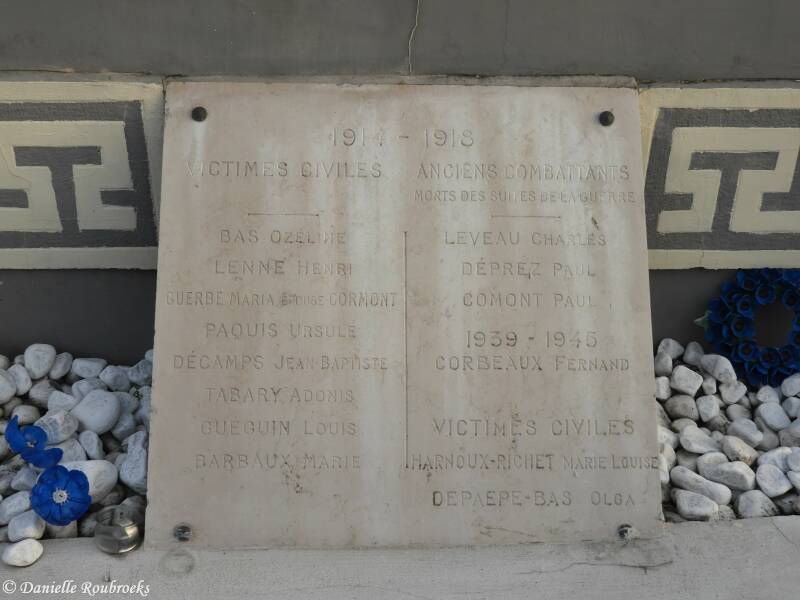 1914 - 1918
VICTIMES CIVILES
BAS OZÉLINE
LENNE HENRI
GUERBE MARIA ÉPOUSE CORMONT
PAQUIS URSULE
DÉCAMPS JEAN BAPTISTE
TABARY ADONIS
GUEGUIN LOUIS
BARBAUX MARIE
ANCIENS COMBATTANTS
MORTS DES SUITES DE LA GUERRE
LEVEAU CHARLES
DÉPREZ PAUL
COMONT PAUL
1939 - 1945
CORBEAUX FERNAND
VICTIMES CIVILES
HARNOUX-RICHET MARIE LOUISE
DEPAEPE-BAS OLGA
© Danielle Roubroeks